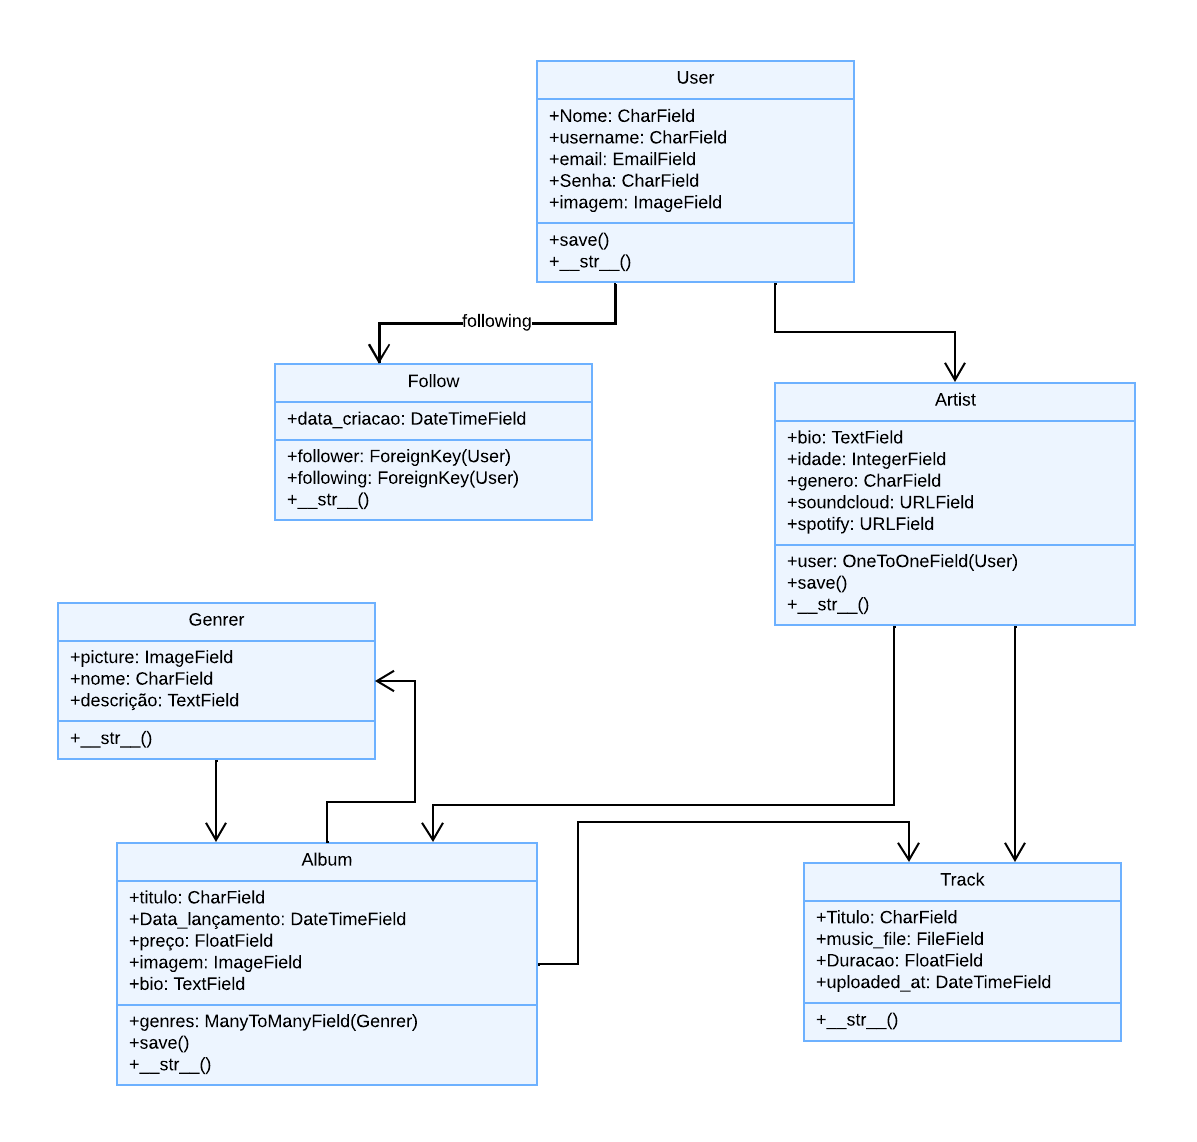 User
+Nome: CharField
+username: CharField
+email: EmailField
+Senha: CharField
+imagem: ImageField
+save()
+__str__()
following
Follow
+data_criacao: DateTimeField
+follower: ForeignKey(User)
+following: ForeignKey(User)
+__str__()
Artist
+bio: TextField
+idade: IntegerField
+genero: CharField
+soundcloud: URLField
+spotify: URLField
+user: OneToOneField(User)
+save()
+__str__()
Genrer
+picture: ImageField
+nome: CharField
+descrição: TextField
+__str__()
Album
+titulo: CharField
+Data_lançamento: DateTimeField
+preço: FloatField
+imagem: ImageField
+bio: TextField
+genres: ManyToManyField(Genrer)
+save()
+__str__()
Track
+Titulo: CharField
+music_file: FileField
+Duracao: FloatField
+uploaded_at: DateTimeField
+__str__()